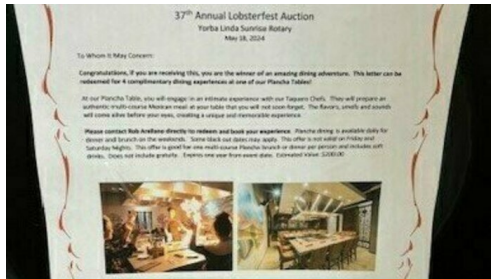 37th Annual Lobsterfest Auction
Yorba Linda Sunrise Rotary
May 18, 2024
To Whom It May Concern:
Congratulations, if you are receiving this, you are the winner of an amazing dining adventure. This letter can be
redeemed for 4 complimentary dining experiences at one of our Plancha Tables!
At our Plancha Table, you will engage in an intimate experience with our Taquero Chefs. They will prepare an
authentic multi-course Mexican meal at your table that you will not soon forget. The flavors, smells and sounds
will come alive before your eyes, creating a unique and memorable experience.
Please contact Rob Arellano directly to redeem and book your experience. Plancha dining is available daily for
dinner and brunch on the weekends. Some black out dates may apply. This offer is not valid on Friday and
Saturday Nights. This offer is good for one multi-course Plancha brunch or dinner per person and includes soft
drinks. Does not include gratuity. Expires one year from event date. Estimated Value: $200.00